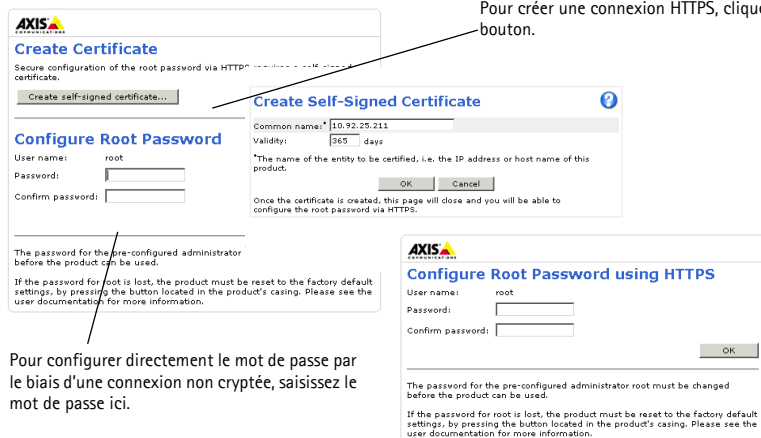 Pour créer une connexion HTTPS, clique
bouton.
AXIS
COMMUNICATIONS
Create Certificate
Secure configuration of the root password via HTTPS requires a self-signed
certificate.
Create self-signed certificate...
Configure Root Password
User name: root
Password:
Confirm password:
The password for the pre-configured administrator
before the product can be used.
If the password for root is lost, the product must be reset to the factory default
settings, by pressing the button located in the product's casing. Please see the
user documentation for more information.
Create Self-Signed Certificate
Common name:* 10.92.25.211
Validity: 365 days
*The name of the entity to be certified, i.e. the IP address or host name of this
product.
OK Cancel
Once the certificate is created, this page will close and you will be able to
configure the root password via HTTPS.
AXIS
COMMUNICATIONS
Configure Root Password using HTTPS
User name: root
Password:
Confirm password:
OK
The password for the pre-configured administrator root must be changed
before the product can be used.
If the password for root is lost, the product must be reset to the factory default
settings, by pressing the button located in the product's casing. Please see the
user documentation for more information.
Pour configurer directement le mot de passe par
le biais d'une connexion non cryptée, saisissez le
mot de passe ici.